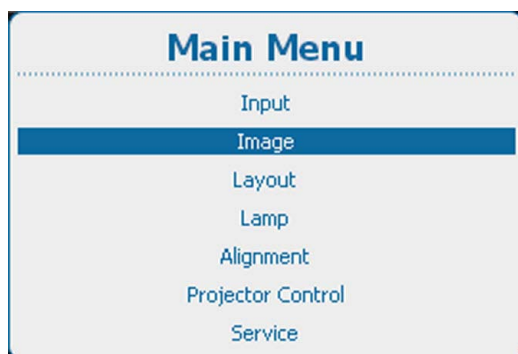 Main Menu
Input
Image
Layout
Lamp
Alignment
Projector Control
Service